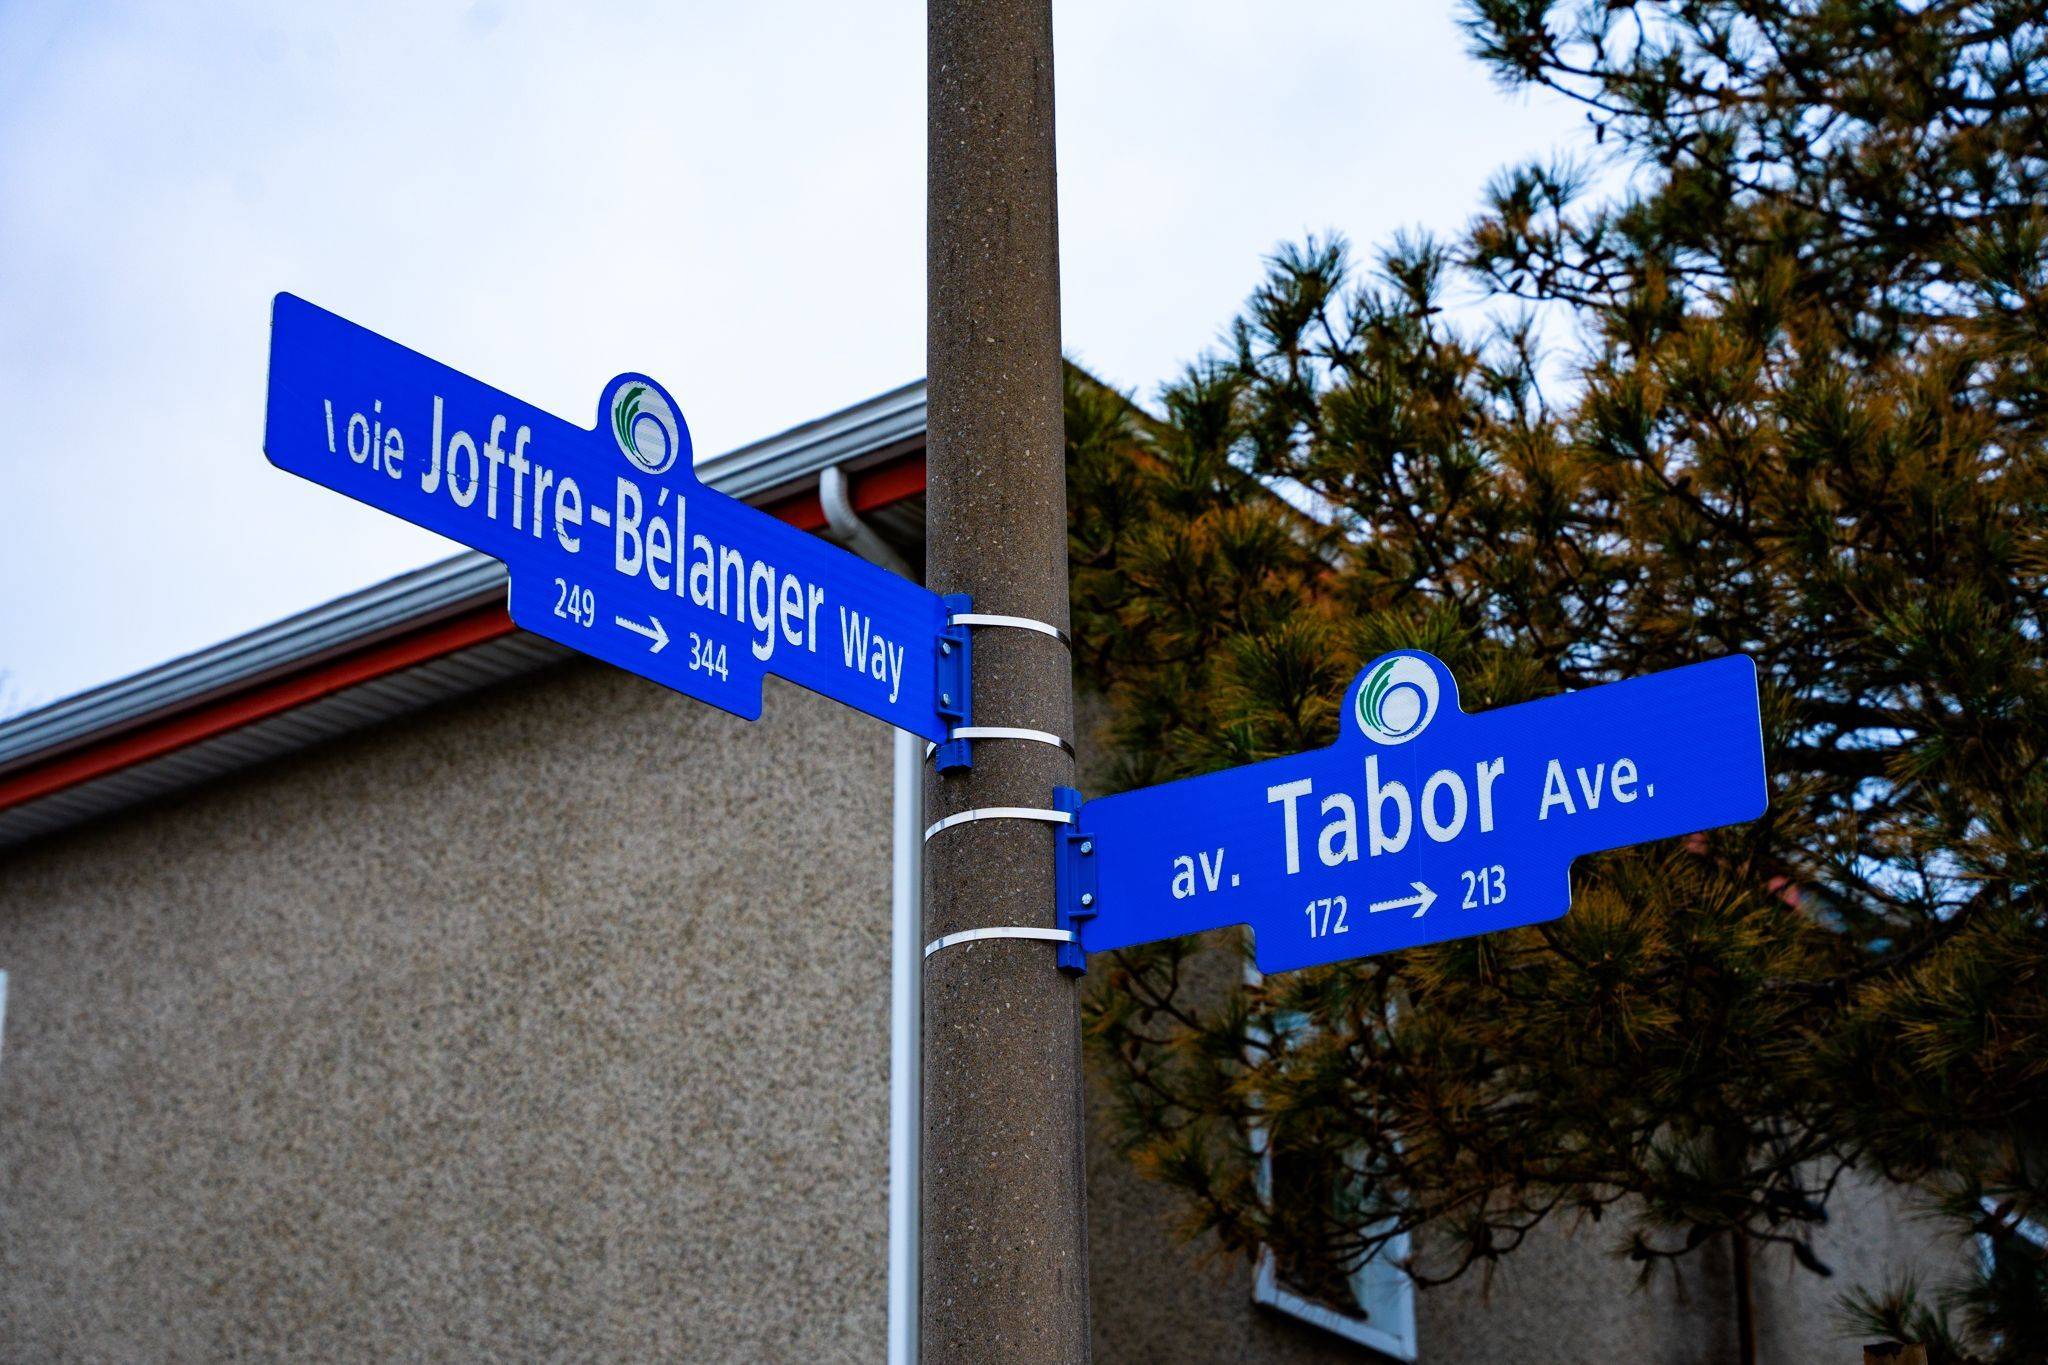 voie Joffre-Bélanger Way
249 → 344
av. Tabor Ave.
172 → 213